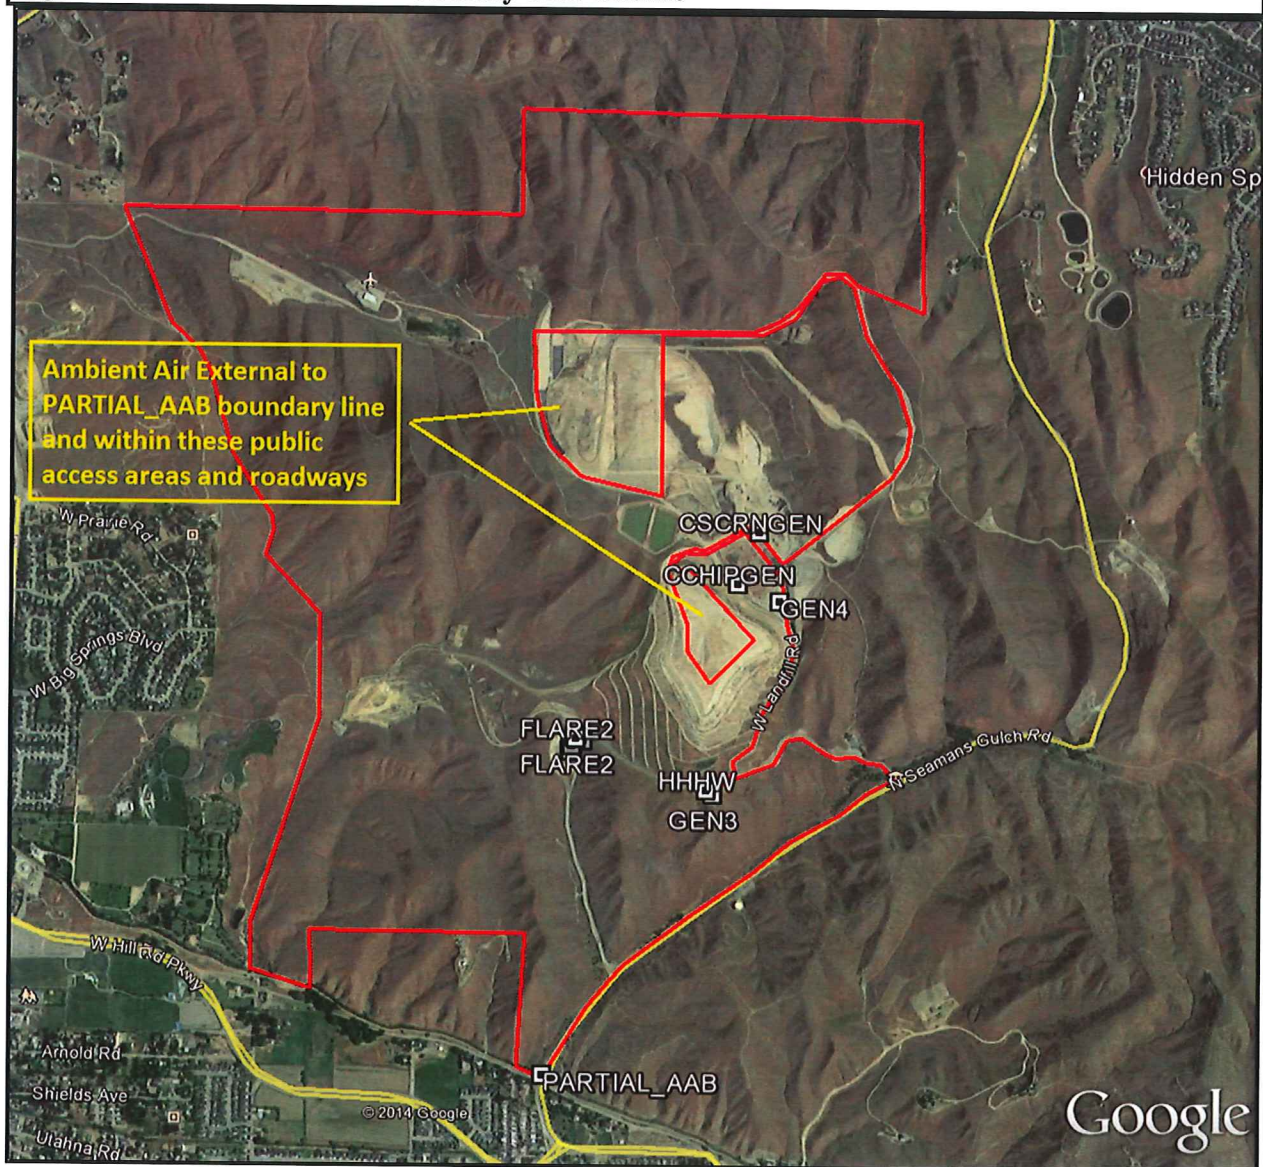 Hidden Sp
Ambient Air External to
PARTIAL_AAB boundary line
and within these public
access areas and roadways
W Prairie Rd
CSCRNGEN
CCHIPGEN
GEN4
W Big Springs Blvd
W Landfill Rd
FLARE2
FLARE2
N Seamans Gulch Rd
HHHW
GEN3
W Hill Rd Pkwy
Arnold Rd
PARTIAL_AAB
Shields Ave
© 2014 Google
Google
Utahna Rd